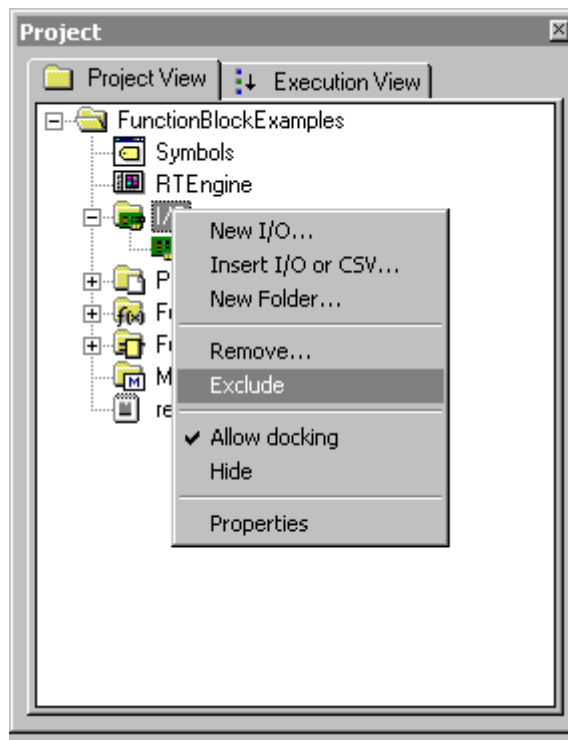 Project
Project View Execution View
FunctionBlockExamples
Symbols
RTEngine
I/O
New I/O...
Insert I/O or CSV...
New Folder...
Remove...
Exclude
Allow docking
Hide
Properties